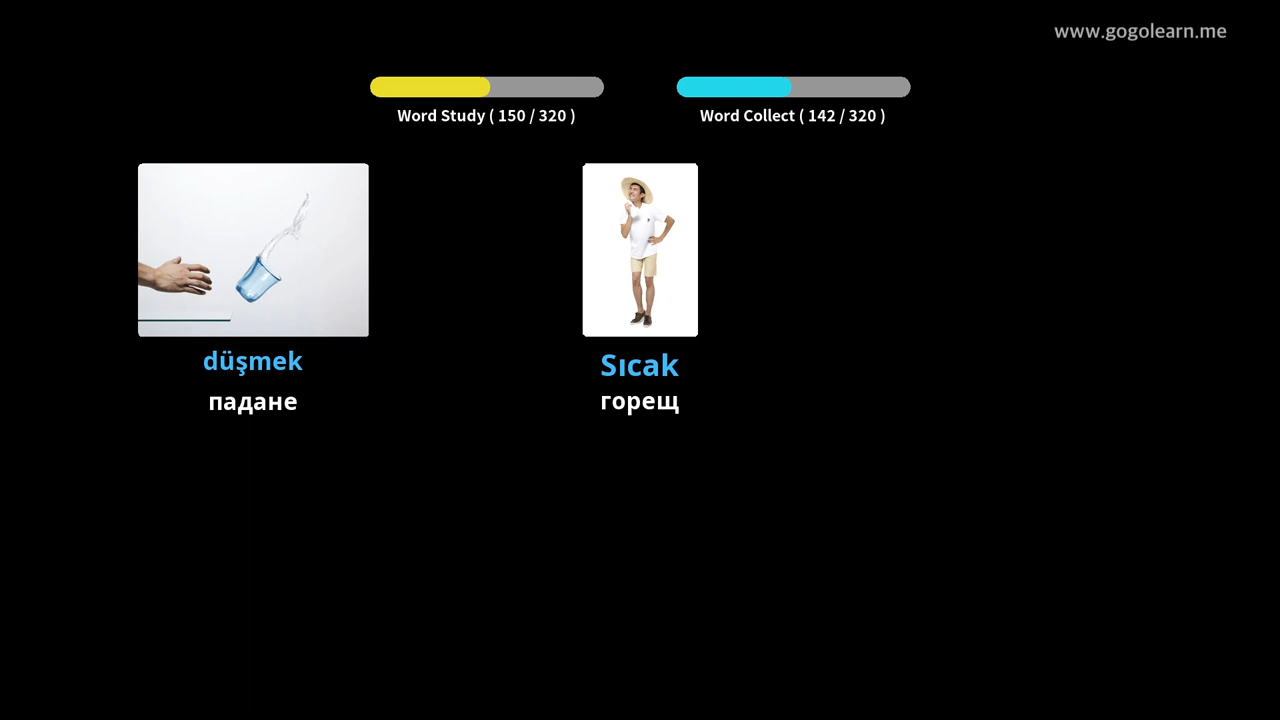 www.gogolearn.me
Word Study ( 150 / 320 )
Word Collect ( 142 / 320 )
düşmek
падане
Sıcak
горещ